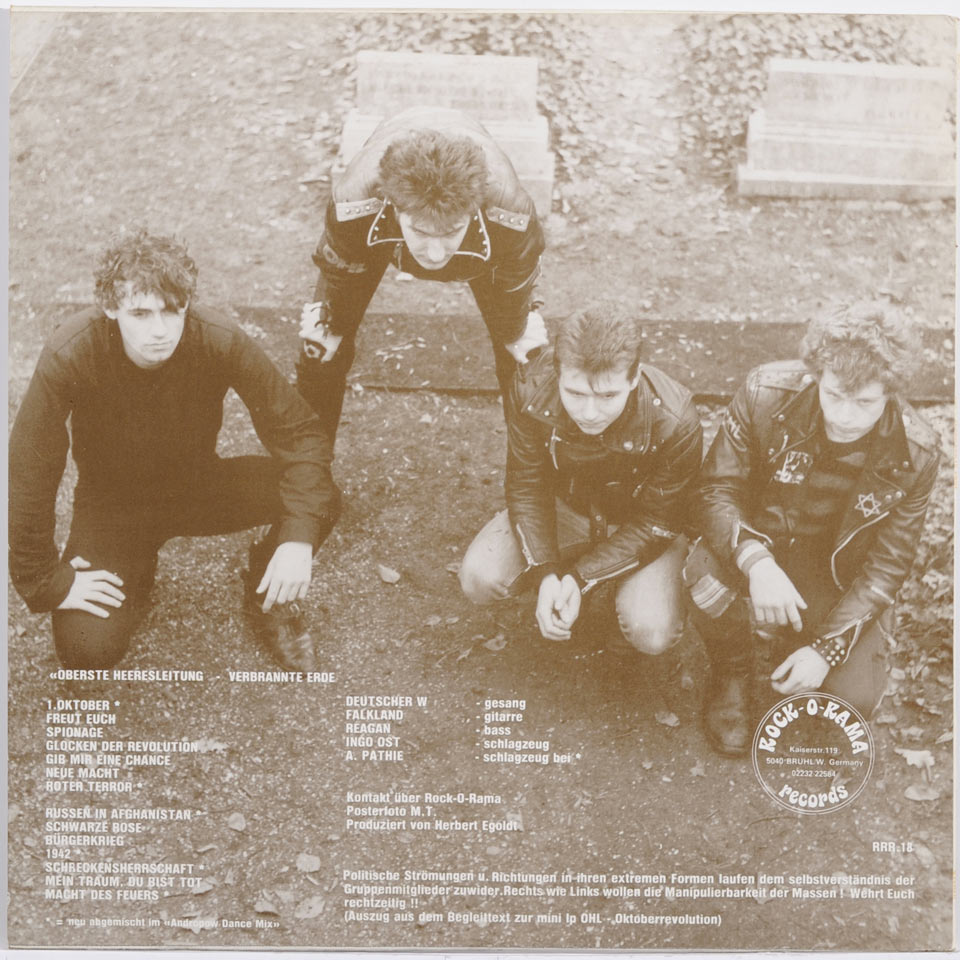 «OBERSTE HEERESLEITUNG - VERBRANNTE ERDE
1.OKTOBER *
FREUT EUCH
SPIONAGE
GLOCKEN DER REVOLUTION
GIB MIR EINE CHANCE
NEUE MACHT
ROTER TERROR *
RUSSEN IN AFGHANISTAN *
SCHWARZE BOSE
BÜRGERKRIEG
1942 *
SCHRECKENSHERRSCHAFT *
MEIN TRAUM, DU BIST TOT
MACHT DES FEUERS *
* = neu abgemischt im «Andropow Dance Mix»
DEUTSCHER W - gesang
FALKLAND - gitarre
REAGAN - bass
INGO OST - schlagzeug
A. PATHIE - schlagzeug bei *
Kontakt über Rock-O-Rama
Posterfoto M.T.
Produziert von Herbert Egoldt
ROCK-O-RAMA
Kaiserstr.119
5040 BRUHL/W. Germany
02232-22584
records
RRR-18
Politische Strömungen u. Richtungen in ihren extremen Formen laufen dem selbstverständnis der
Gruppenmitglieder zuwider.Rechts wie Links wollen die Manipulierbarkeit der Massen ! Wehrt Euch
rechtzeitig !!
(Auszug aus dem Begleittext zur mini lp OHL - Oktoberrevolution)